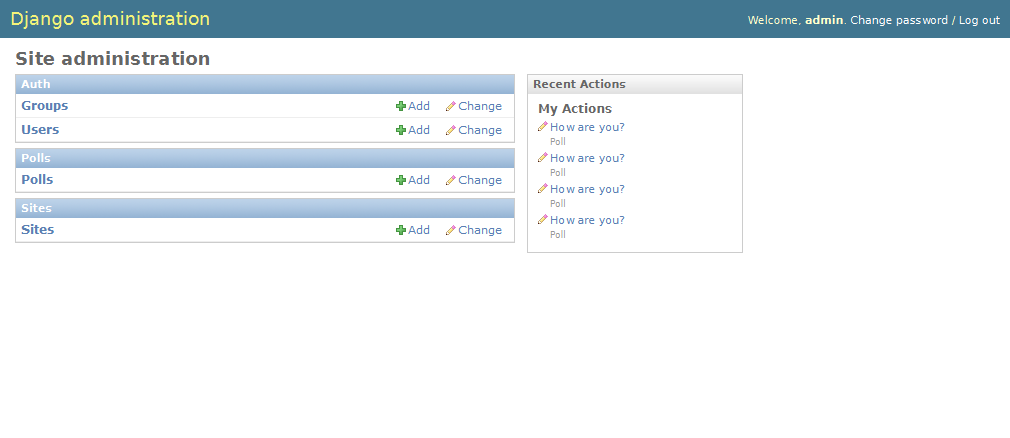 Django administration
Welcome, admin. Change password / Log out
Site administration
Auth
Groups Add Change
Users Add Change
Polls
Polls Add Change
Sites
Sites Add Change
Recent Actions
My Actions
How are you?
Poll
How are you?
Poll
How are you?
Poll
How are you?
Poll